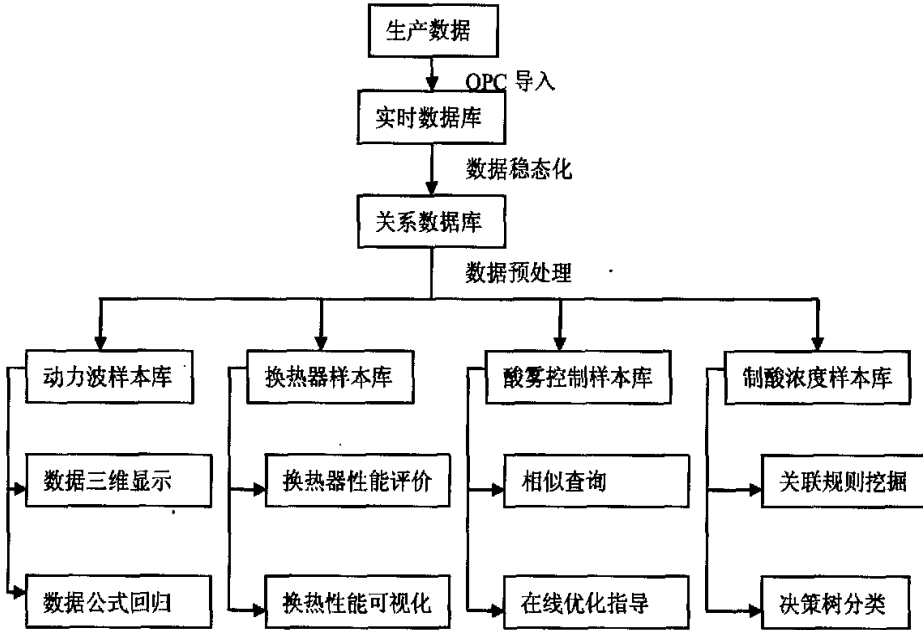 生产数据
OPC 导入
实时数据库
数据稳态化
关系数据库
数据预处理
动力波样本库
换热器样本库
酸雾控制样本库
制酸浓度样本库
数据三维显示
换热器性能评价
相似查询
关联规则挖掘
数据公式回归
换热性能可视化
在线优化指导
决策树分类